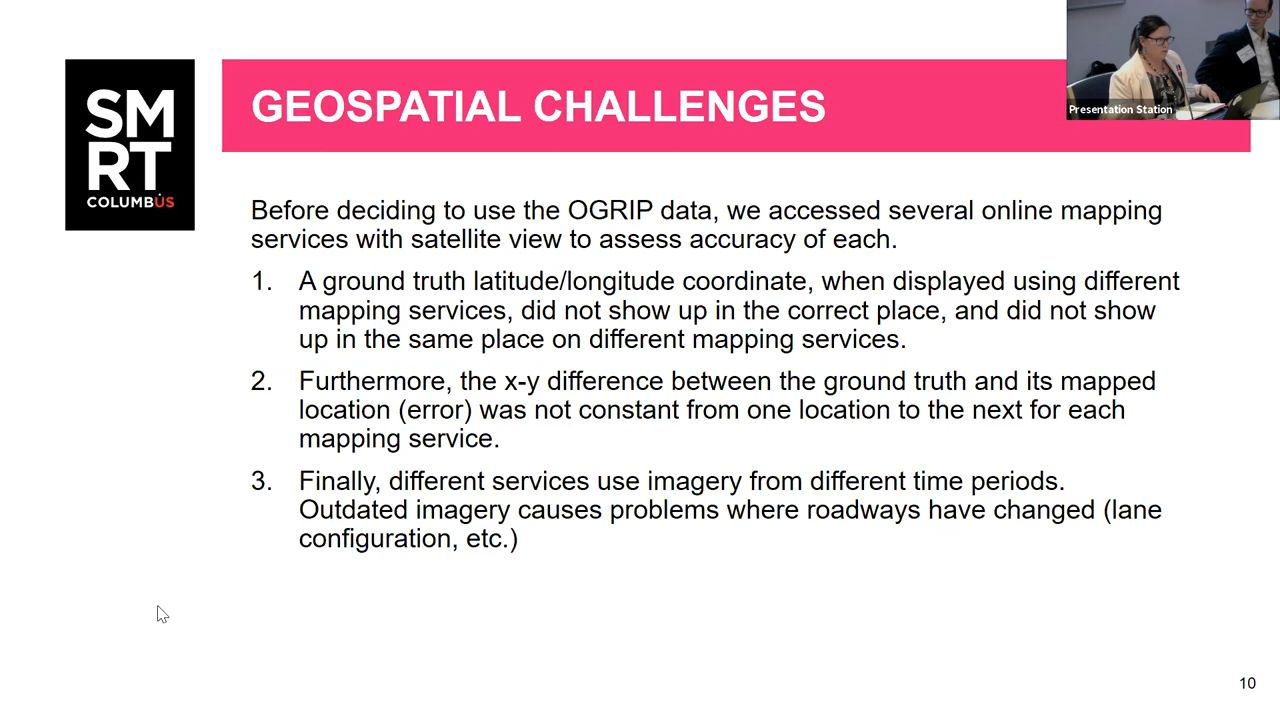 SM
RT
COLUMBUS
GEOSPATIAL CHALLENGES
Presentation Station
Before deciding to use the OGRIP data, we accessed several online mapping
services with satellite view to assess accuracy of each.
1. A ground truth latitude/longitude coordinate, when displayed using different
mapping services, did not show up in the correct place, and did not show
up in the same place on different mapping services.
2. Furthermore, the x-y difference between the ground truth and its mapped
location (error) was not constant from one location to the next for each
mapping service.
3. Finally, different services use imagery from different time periods.
Outdated imagery causes problems where roadways have changed (lane
configuration, etc.)
10